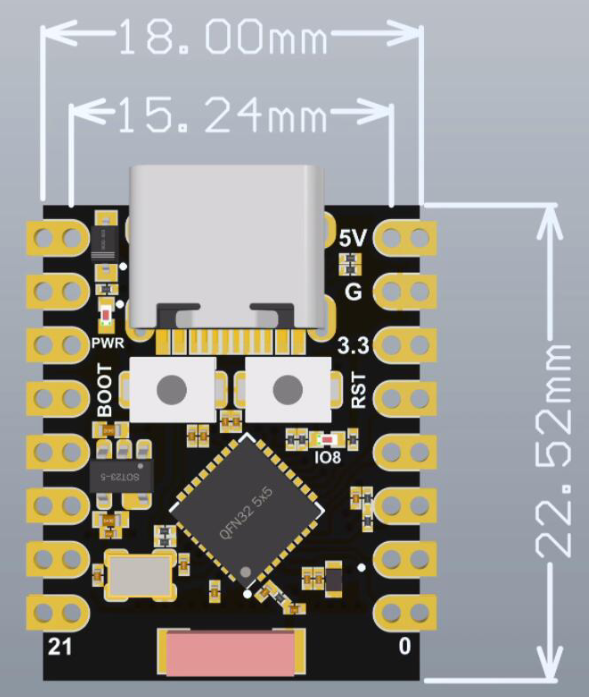 18.00mm
15.24mm
5V
G
3.3
PWR
BOOT
RST
IO8
SOT23-5
QFN32 5x5
22.52mm
21
0